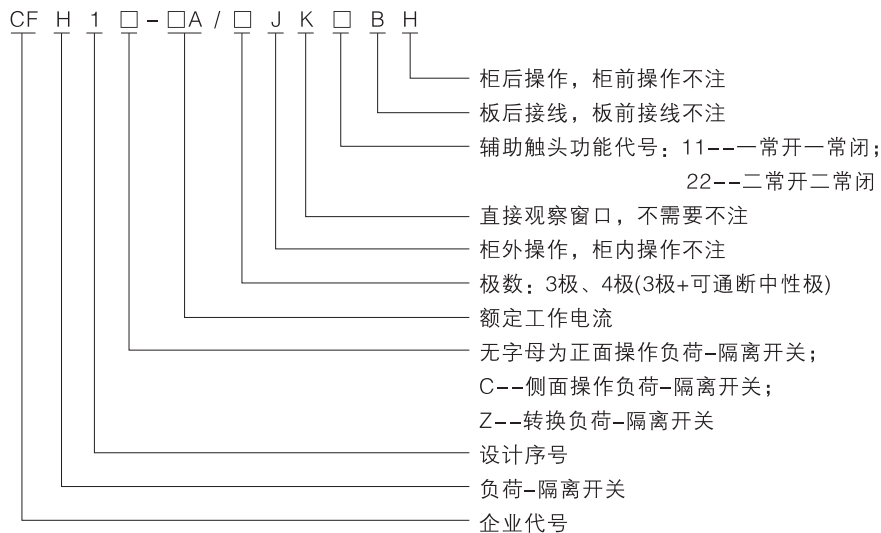 CF H 1 □-□A/□ J K □ B H
柜后操作，柜前操作不注
板后接线，板前接线不注
辅助触头功能代号：11--一常开一常闭；
22--二常开二常闭
直接观察窗口，不需要不注
柜外操作，柜内操作不注
极数：3极、4极(3极+可通断中性极)
额定工作电流
无字母为正面操作负荷-隔离开关；
C--侧面操作负荷-隔离开关；
Z--转换负荷-隔离开关
设计序号
负荷-隔离开关
企业代号